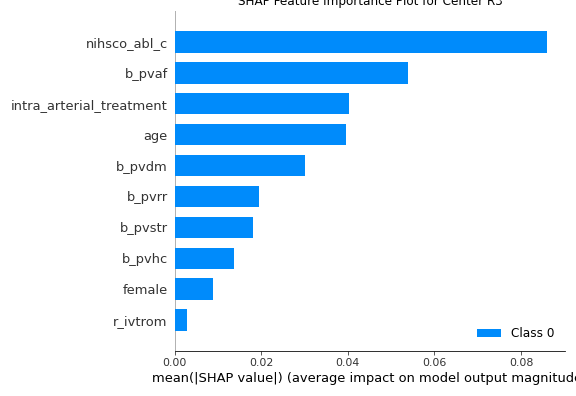 SHAP Feature Importance Plot for Center R3
nihsco_abl_c
b_pvaf
intra_arterial_treatment
age
b_pvdm
b_pvrr
b_pvstr
b_pvhc
female
r_ivtrom
Class 0
0.00 0.02 0.04 0.06 0.08
mean(|SHAP value|) (average impact on model output magnitude